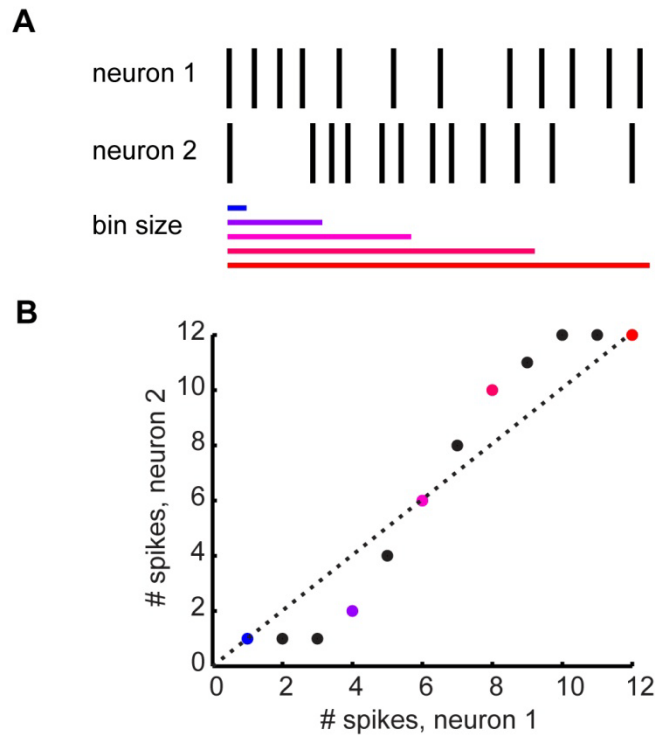 A
neuron 1
neuron 2
bin size
B
12
10
8
6
4
2
0
# spikes, neuron 2
0 2 4 6 8 10 12
# spikes, neuron 1